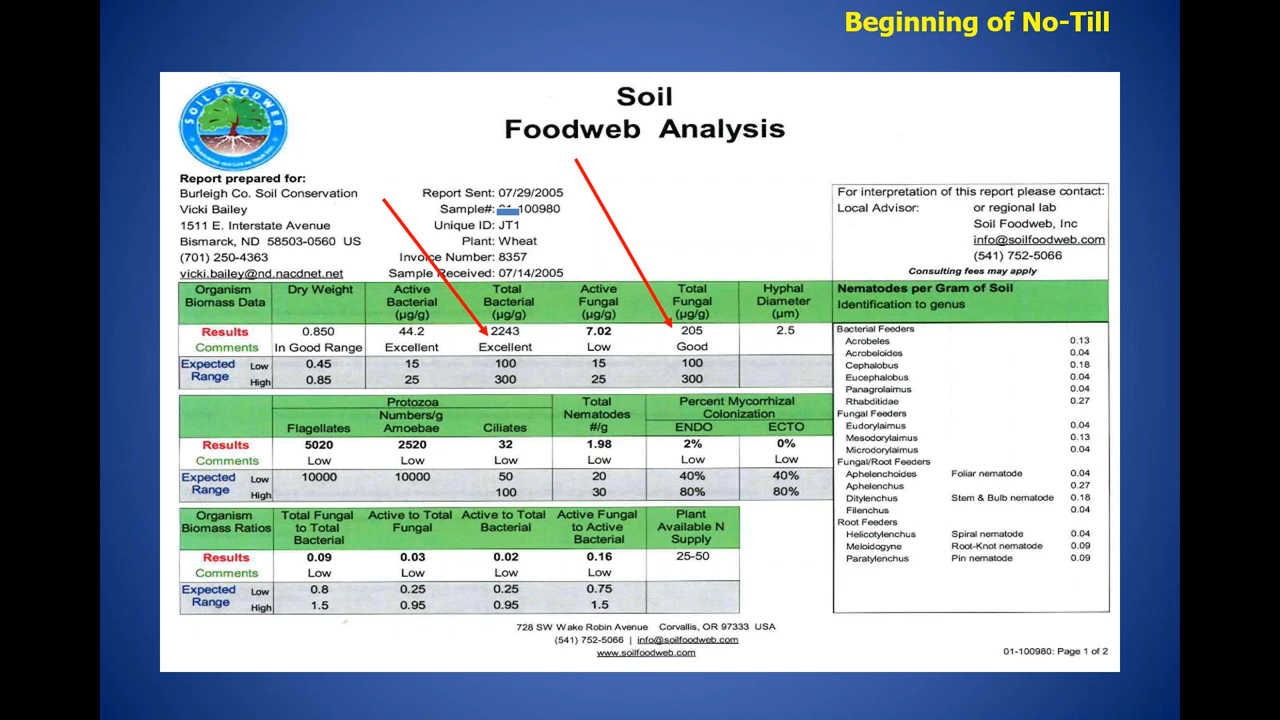 Beginning of No-Till
SOIL FOODWEB
Soil
Foodweb Analysis
Report prepared for:
Burleigh Co. Soil Conservation
Vicki Bailey
1511 E. Interstate Avenue
Bismarck, ND 58503-0560 US
(701) 250-4363
vicki.bailey@nd.nacdnet.net
Report Sent: 07/29/2005
Sample#: 100980
Unique ID: JT1
Plant: Wheat
Invoice Number: 8357
Sample Received: 07/14/2005
For interpretation of this report please contact:
Local Advisor: or regional lab
Soil Foodweb, Inc
info@soilfoodweb.com
(541) 752-5066
Consulting fees may apply
Organism Biomass Data Dry Weight Active Bacterial (µg/g) Total Bacterial (µg/g) Active Fungal (µg/g) Total Fungal (µg/g) Hyphal Diameter (µm)
Results 0.850 44.2 2243 7.02 205 2.5
Comments In Good Range Excellent Excellent Low Good
Expected Range Low 0.45 15 100 15 100
High 0.85 25 300 25 300
Protozoa
Numbers/g
Flagellates Amoebae Ciliates Total Nematodes #/g Percent Mycorrhizal Colonization ENDO ECTO
Results 5020 2520 32 1.98 2% 0%
Comments Low Low Low Low Low Low
Expected Range Low 10000 10000 50 20 40% 40%
High 100 30 80% 80%
Organism Biomass Ratios Total Fungal to Total Bacterial Active to Total Fungal Active to Total Bacterial Active Fungal to Active Bacterial Plant Available N Supply
Results 0.09 0.03 0.02 0.16 25-50
Comments Low Low Low Low
Expected Range Low 0.8 0.25 0.25 0.75
High 1.5 0.95 0.95 1.5
Nematodes per Gram of Soil
Identification to genus
Bacterial Feeders
Acrobeles 0.13
Acrobeloides 0.04
Cephalobus 0.18
Eucephalobus 0.04
Panagrolaimus 0.04
Rhabditidae 0.27
Fungal Feeders
Eudorylaimus 0.04
Mesodorylaimus 0.13
Microdorylaimus 0.04
Fungal/Root Feeders
Aphelenchoides Foliar nematode 0.04
Aphelenchus 0.27
Ditylenchus Stem & Bulb nematode 0.18
Filenchus 0.04
Root Feeders
Helicotylenchus Spiral nematode 0.04
Meloidogyne Root-Knot nematode 0.09
Paratylenchus Pin nematode 0.09
728 SW Wake Robin Avenue Corvallis, OR 97333 USA
(541) 752-5066 | info@soilfoodweb.com
www.soilfoodweb.com
01-100980: Page 1 of 2